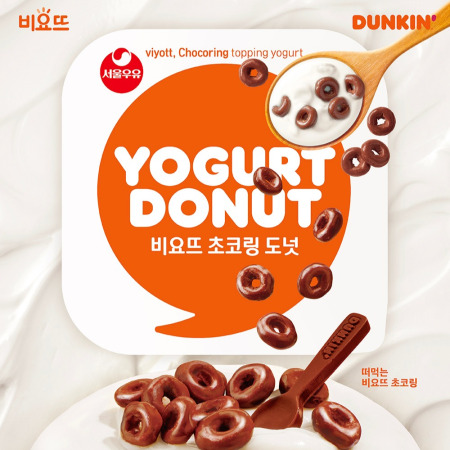 비요뜨
DUNKIN'
viyott, Chocoring topping yogurt
서울우유
YOGURT
DONUT
비요뜨 초코링 도넛
DUNKIN'
떠먹는
비요뜨 초코링